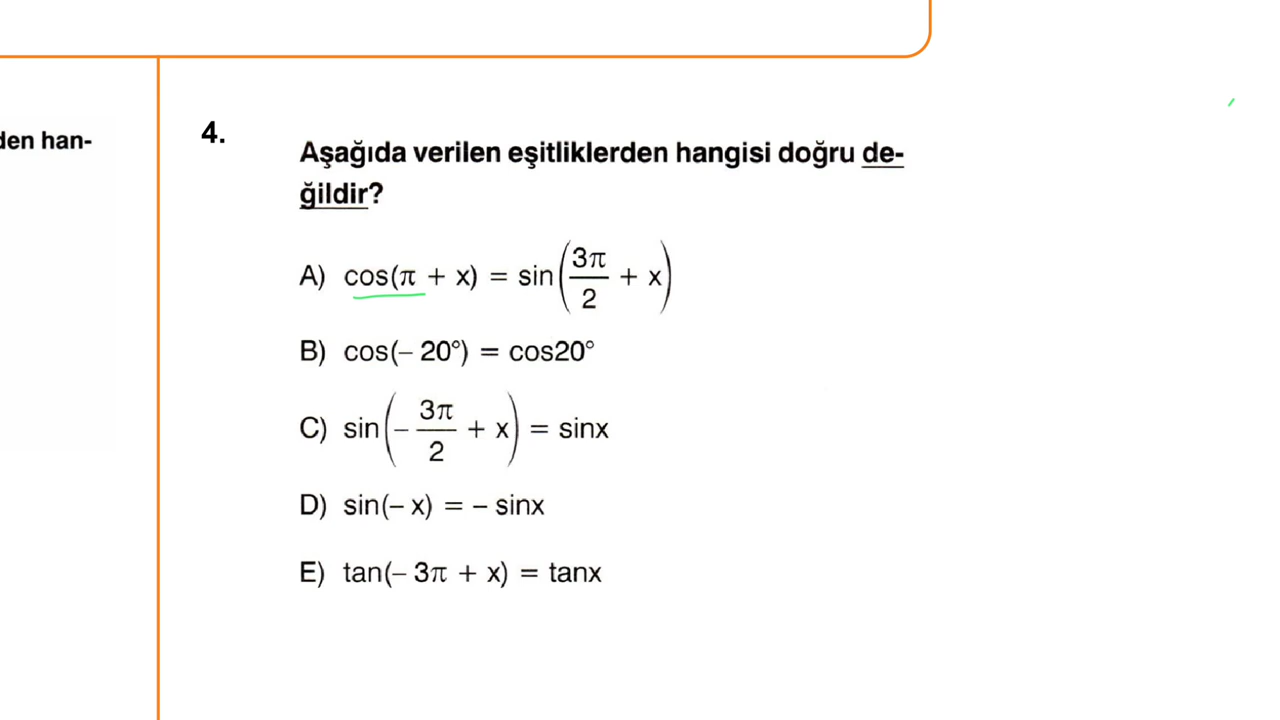 den han-
4.
Aşağıda verilen eşitliklerden hangisi doğru de-
ğildir?
A) cos(π + x) = sin(3π/2 + x)
B) cos(– 20°) = cos20°
C) sin(– 3π/2 + x) = sinx
D) sin(– x) = – sinx
E) tan(– 3π + x) = tanx